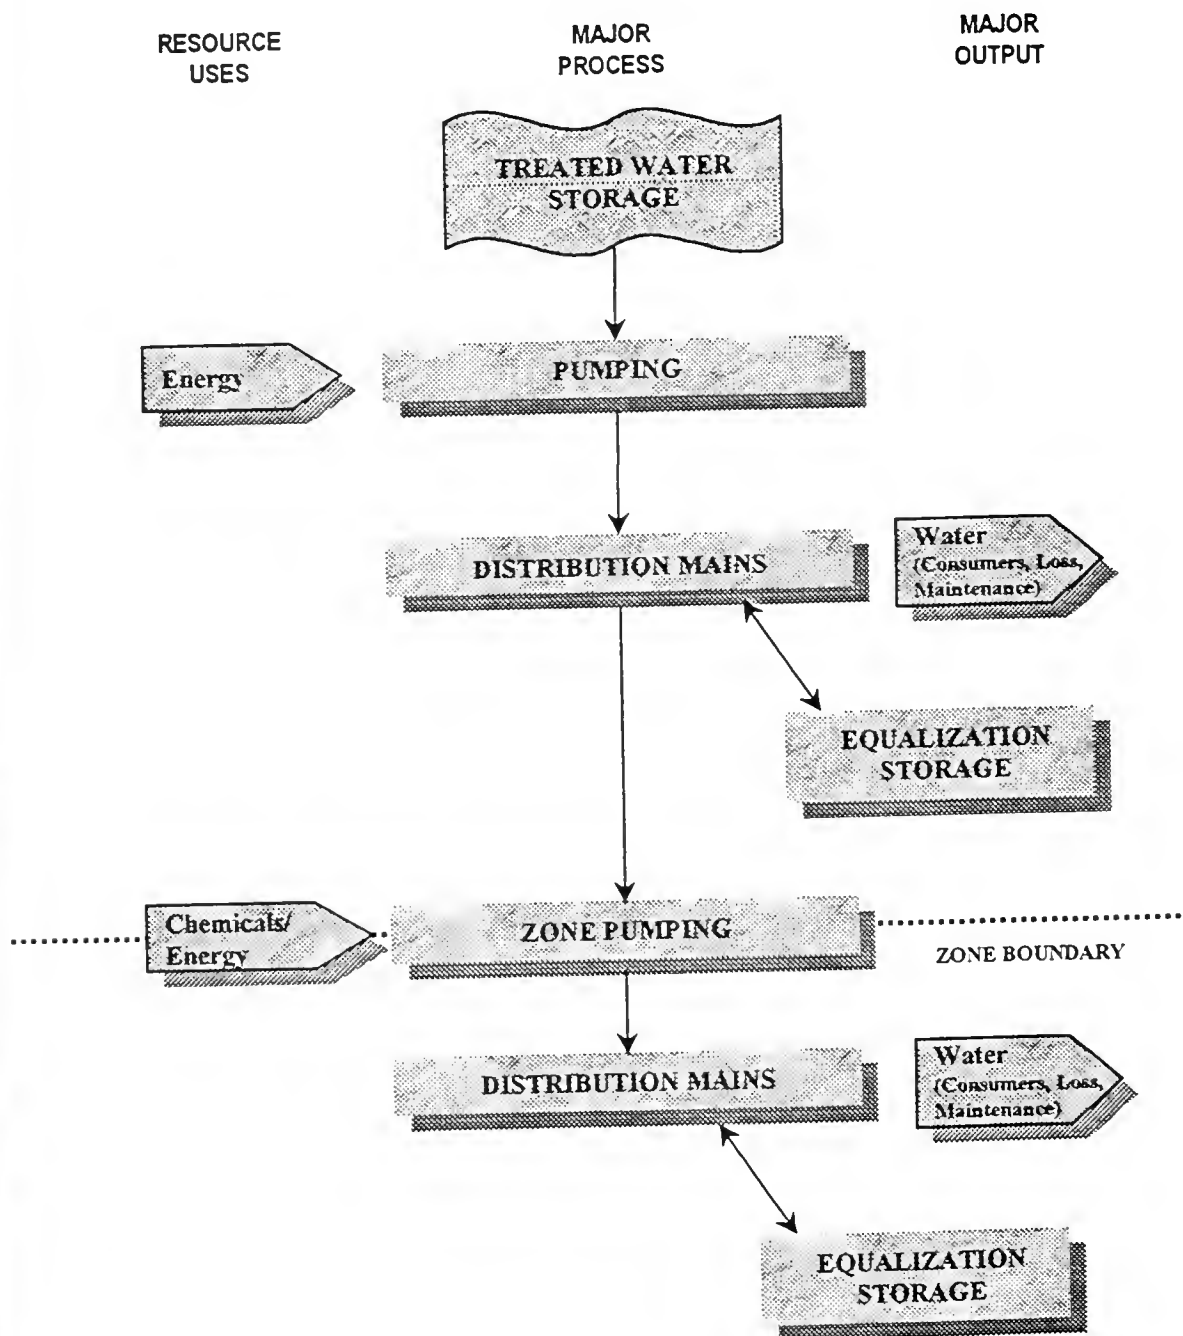 RESOURCE
USES
MAJOR
PROCESS
MAJOR
OUTPUT
TREATED WATER
STORAGE
Energy
PUMPING
DISTRIBUTION MAINS
Water
(Consumers, Loss,
Maintenance)
EQUALIZATION
STORAGE
Chemicals/
Energy
ZONE PUMPING
ZONE BOUNDARY
DISTRIBUTION MAINS
Water
(Consumers, Loss,
Maintenance)
EQUALIZATION
STORAGE